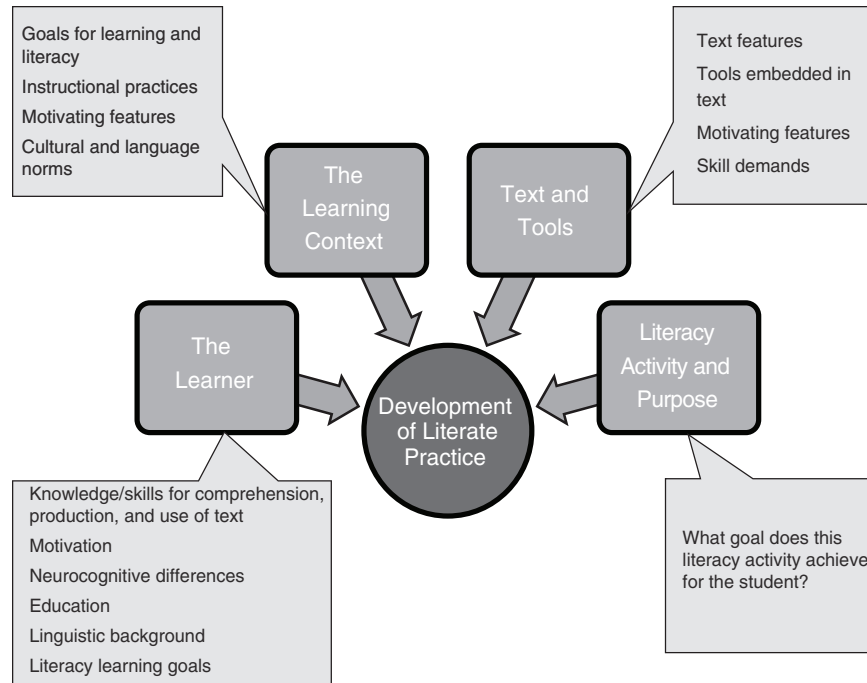 Goals for learning and
literacy
Instructional practices
Motivating features
Cultural and language
norms
Text features
Tools embedded in
text
Motivating features
Skill demands
The
Learning
Context
Text and
Tools
The
Learner
Literacy
Activity and
Purpose
Development
of Literate
Practice
Knowledge/skills for comprehension,
production, and use of text
Motivation
Neurocognitive differences
Education
Linguistic background
Literacy learning goals
What goal does this
literacy activity achieve
for the student?